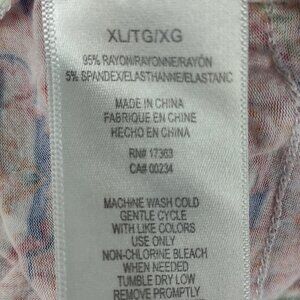 XL/TG/XG
95% RAYON/RAYONNE/RAYÓN
5% SPANDEX/ELASTHANNE/ELASTANO
MADE IN CHINA
FABRIQUE EN CHINE
HECHO EN CHINA
RN# 17363
CA# 00234
MACHINE WASH COLD
GENTLE CYCLE
WITH LIKE COLORS
USE ONLY
NON-CHLORINE BLEACH
WHEN NEEDED
TUMBLE DRY LOW
REMOVE PROMPTLY